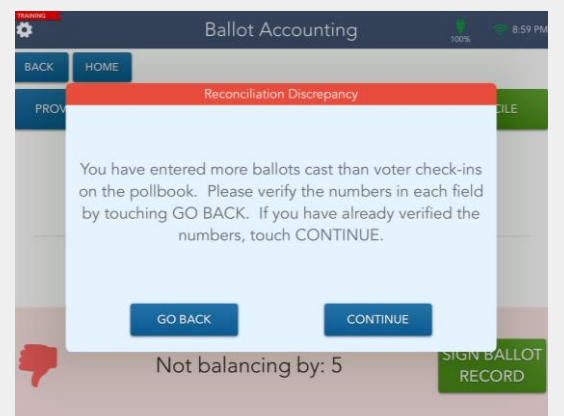 TRAINING
Ballot Accounting
100%
8:59 PM
BACK
HOME
Reconciliation Discrepancy
You have entered more ballots cast than voter check-ins
on the pollbook. Please verify the numbers in each field
by touching GO BACK. If you have already verified the
numbers, touch CONTINUE.
GO BACK
CONTINUE
Not balancing by: 5
SIGN BALLOT
RECORD